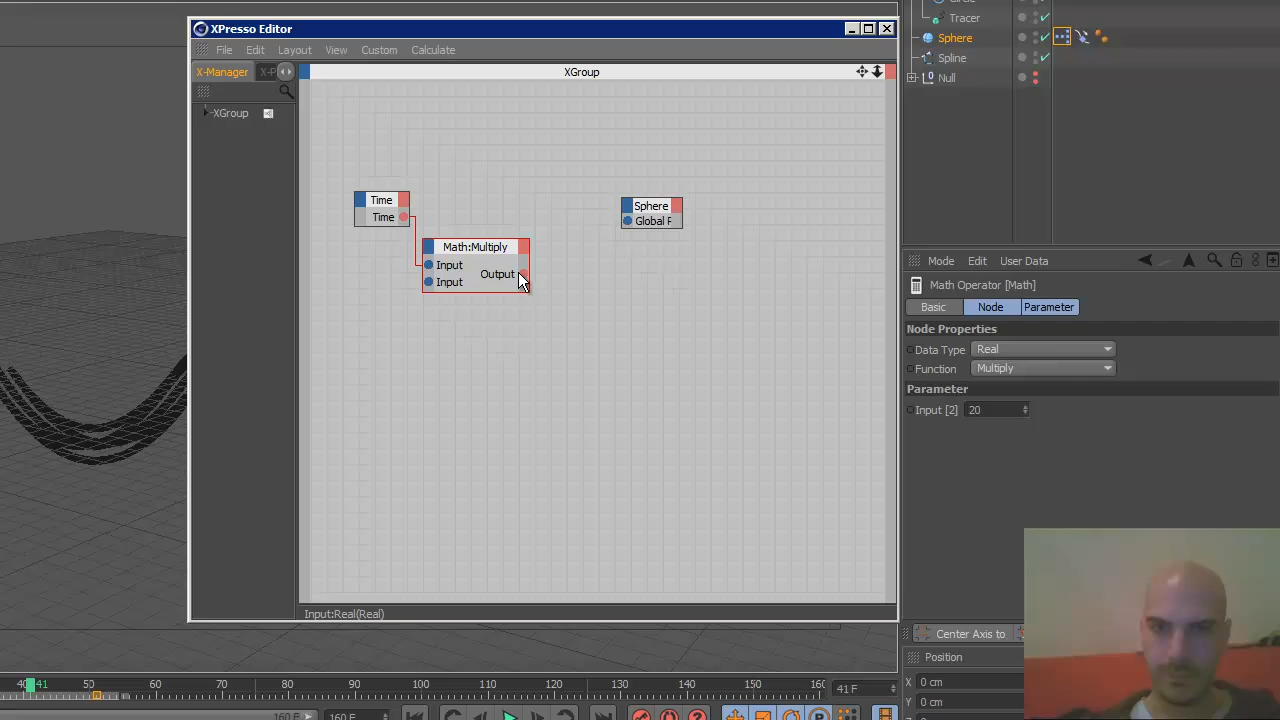 XPresso Editor
File Edit Layout View Custom Calculate
X-Manager X-P
XGroup
XGroup
Time
Time
Math:Multiply
Input
Output
Input
Sphere
Global F
Input:Real(Real)
Tracer
Sphere
Spline
Null
Mode Edit User Data
Math Operator [Math]
Basic Node Parameter
Node Properties
Data Type Real
Function Multiply
Parameter
Input [2] 20
Center Axis to
Position
X 0 cm
Y 0 cm
41 50 60 70 80 90 100 110 120 130 140 150 160
41 F
160 F 160 F